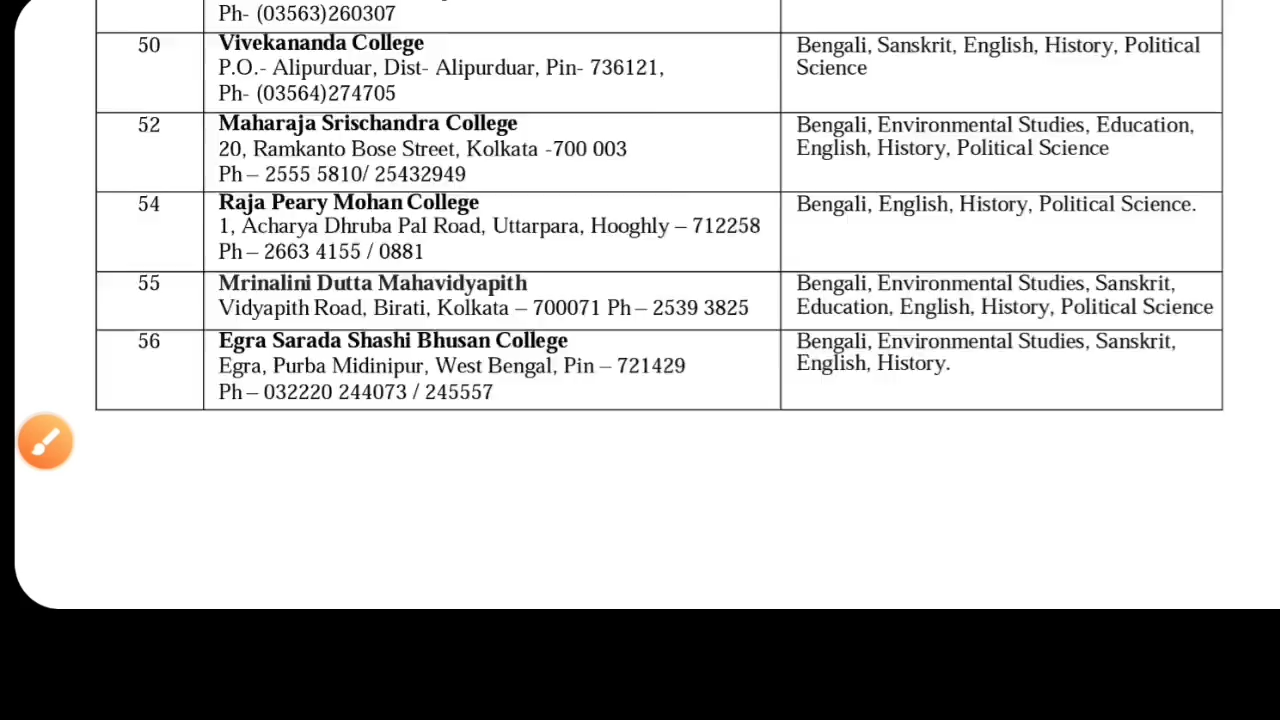 Ph- (03563)260307
50 Vivekananda College Bengali, Sanskrit, English, History, Political
P.O.- Alipurduar, Dist- Alipurduar, Pin- 736121, Science
Ph- (03564)274705
52 Maharaja Srischandra College Bengali, Environmental Studies, Education,
20, Ramkanto Bose Street, Kolkata -700 003 English, History, Political Science
Ph – 2555 5810/ 25432949
54 Raja Peary Mohan College Bengali, English, History, Political Science.
1, Acharya Dhruba Pal Road, Uttarpara, Hooghly – 712258
Ph – 2663 4155 / 0881
55 Mrinalini Dutta Mahavidyapith Bengali, Environmental Studies, Sanskrit,
Vidyapith Road, Birati, Kolkata – 700071 Ph – 2539 3825 Education, English, History, Political Science
56 Egra Sarada Shashi Bhusan College Bengali, Environmental Studies, Sanskrit,
Egra, Purba Midinipur, West Bengal, Pin – 721429 English, History.
Ph – 032220 244073 / 245557